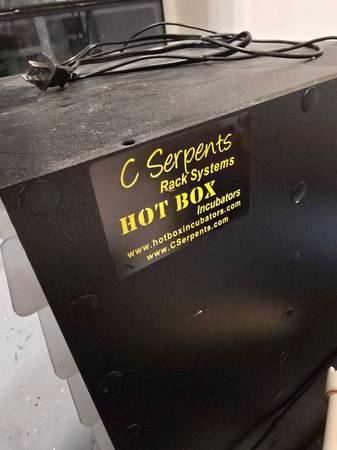 C Serpents
Rack Systems
HOT BOX
Incubators
www.hotboxincubators.com
www.CSerpents.com